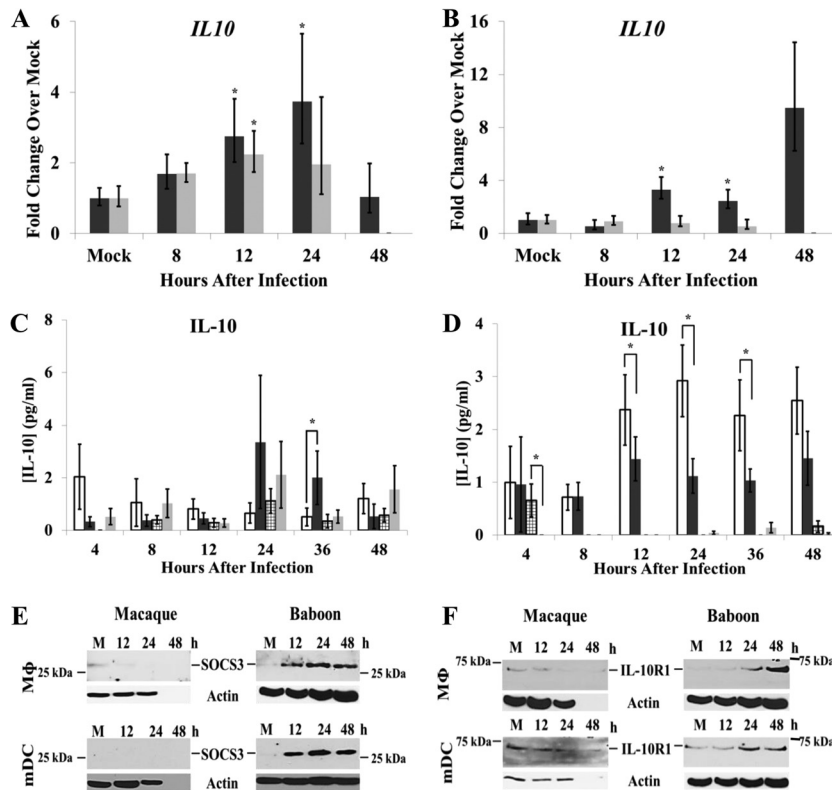 A
IL10
Fold Change Over Mock
6
4
2
0
*
*
*
Mock 8 12 24 48
Hours After Infection
B
IL10
Fold Change Over Mock
16
12
8
4
0
*
*
Mock 8 12 24 48
Hours After Infection
C
IL-10
[IL-10] (pg/ml)
8
6
4
2
0
*
4 8 12 24 36 48
Hours After Infection
D
IL-10
[IL-10] (pg/ml)
4
3
2
1
0
*
*
*
*
4 8 12 24 36 48
Hours After Infection
E
Macaque Baboon
M 12 24 48 h M 12 24 48
MΦ
25 kDa
SOCS3
25 kDa
Actin
M 12 24 48 h M 12 24 48
mDC
25 kDa
SOCS3
25 kDa
Actin
F
Macaque Baboon
M 12 24 48 h M 12 24 48
MΦ
75 kDa
IL-10R1
75 kDa
Actin
M 12 24 48 h M 12 24 48
mDC
75 kDa
IL-10R1
75 kDa
Actin